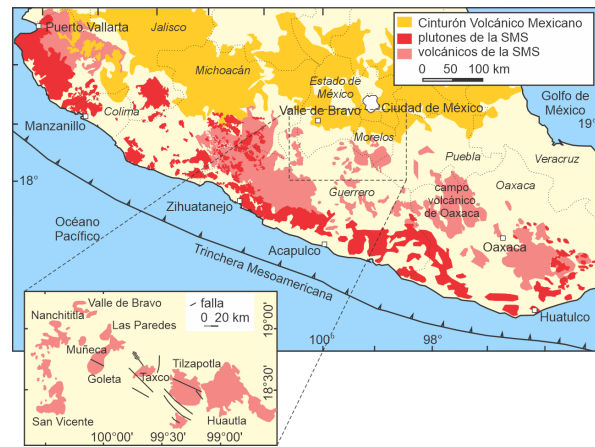 Cinturón Volcánico Mexicano
plutones de la SMS
volcánicos de la SMS
0 50 100 km
Puerto Vallarta
Jalisco
Michoacán
Estado de
México
Ciudad de México
Valle de Bravo
Golfo de
México
19°
Colima
Manzanillo
Morelos
Puebla
Veracruz
18°
Guerrero
Oaxaca
campo
volcánico
de Oaxaca
Zihuatanejo
Océano
Pacífico
Acapulco
Oaxaca
Trinchera Mesoamericana
Huatulco
100°
98°
Valle de Bravo
falla
0 20 km
Nanchititla
Las Paredes
19°00'
Muñeca
Tilzapotla
Goleta
Taxco
18°30'
San Vicente
Huautla
100°00'
99°30'
99°00'